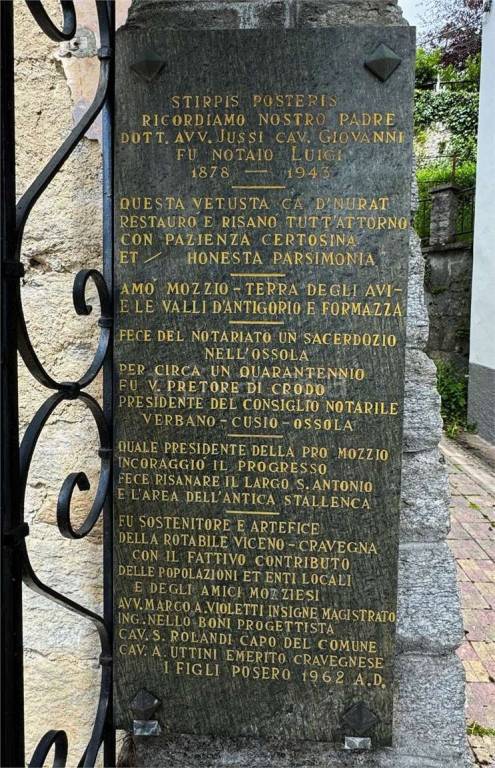 STIRPIS POSTERIS
RICORDIAMO NOSTRO PADRE
DOTT. AVV. JUSSI CAV. GIOVANNI
FU NOTAIO LUIGI
1878 — 1943
QUESTA VETUSTA CA D'NURAT
RESTAURÒ E RISANÒ TUTT'ATTORNO
CON PAZIENZA CERTOSINA
ET — HONESTA PARSIMONIA
AMÒ MOZZIO - TERRA DEGLI AVI -
E LE VALLI D'ANTIGORIO E FORMAZZA
FECE DEL NOTARIATO UN SACERDOZIO
NELL'OSSOLA
PER CIRCA UN QUARANTENNIO
FU V. PRETORE DI CRODO
PRESIDENTE DEL CONSIGLIO NOTARILE
VERBANO - CUSIO - OSSOLA
QUALE PRESIDENTE DELLA PRO MOZZIO
INCORAGGIÒ IL PROGRESSO
FECE RISANARE IL LARGO S. ANTONIO
E L'AREA DELL'ANTICA STALLENCA
FU SOSTENITORE E ARTEFICE
DELLA ROTABILE VICENO - CRAVEGNA
CON IL FATTIVO CONTRIBUTO
DELLE POPOLAZIONI ET ENTI LOCALI
E DEGLI AMICI MOZZIESI
AVV. MARCO A. VIOLETTI INSIGNE MAGISTRATO
ING. NELLO BONI PROGETTISTA
CAV. S. ROLANDI CAPO DEL COMUNE
CAV. A. UTTINI EMERITO CRAVEGNESE
I FIGLI POSERO 1962 A.D.